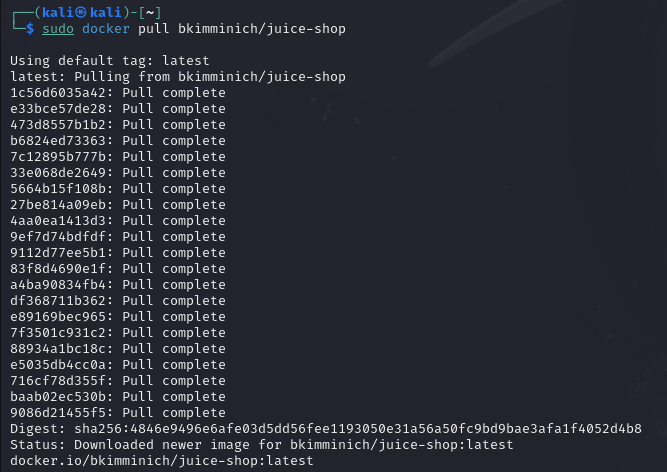 ┌──(kali㉿kali)-[~]
└─$ sudo docker pull bkimminich/juice-shop
Using default tag: latest
latest: Pulling from bkimminich/juice-shop
1c56d6035a42: Pull complete
e33bce57de28: Pull complete
473d8557b1b2: Pull complete
b6824ed73363: Pull complete
7c12895b777b: Pull complete
33e068de2649: Pull complete
5664b15f108b: Pull complete
27be814a09eb: Pull complete
4aa0ea1413d3: Pull complete
9ef7d74bdfdf: Pull complete
9112d77ee5b1: Pull complete
83f8d4690e1f: Pull complete
a4ba90834fb4: Pull complete
df368711b362: Pull complete
e89169bec965: Pull complete
7f3501c931c2: Pull complete
88934a1bc18c: Pull complete
e5035db4cc0a: Pull complete
716cf78d355f: Pull complete
baab02ec530b: Pull complete
9086d21455f5: Pull complete
Digest: sha256:4846e9496e6afe03d5dd56fee1193050e31a56a50fc9bd9bae3afa1f4052d4b8
Status: Downloaded newer image for bkimminich/juice-shop:latest
docker.io/bkimminich/juice-shop:latest